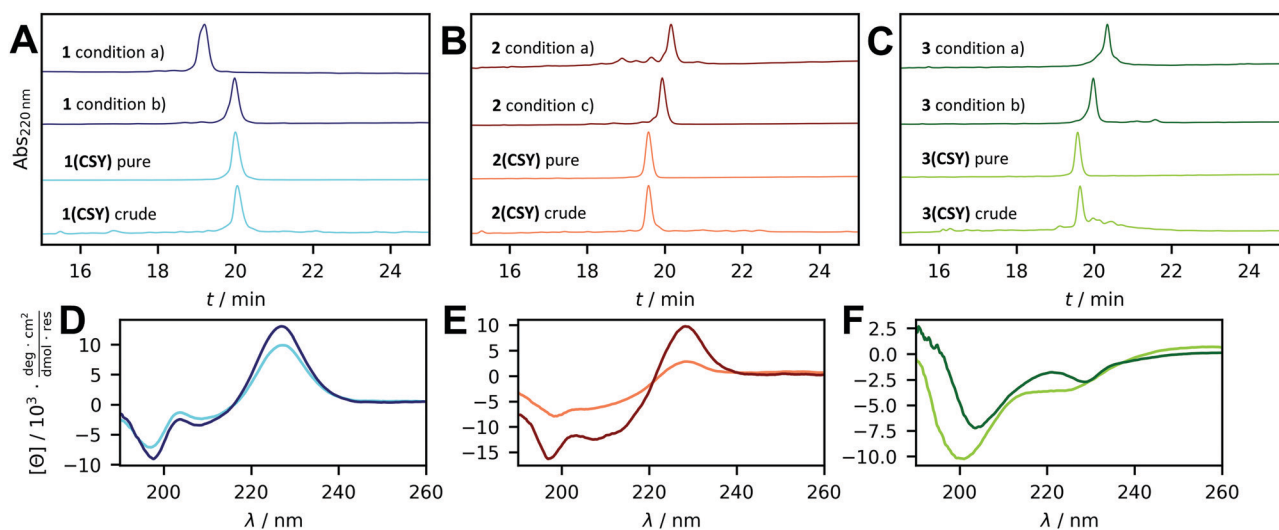 A
1 condition a)
1 condition b)
1(CSY) pure
1(CSY) crude
Abs220 nm
16 18 20 22 24
t / min
B
2 condition a)
2 condition c)
2(CSY) pure
2(CSY) crude
16 18 20 22 24
t / min
C
3 condition a)
3 condition b)
3(CSY) pure
3(CSY) crude
16 18 20 22 24
t / min
D
[Θ] / 10³ · deg · cm² / dmol · res
10
5
0
−5
−10
200 220 240 260
λ / nm
E
10
5
0
−5
−10
−15
200 220 240 260
λ / nm
F
2.5
0.0
−2.5
−5.0
−7.5
−10.0
200 220 240 260
λ / nm